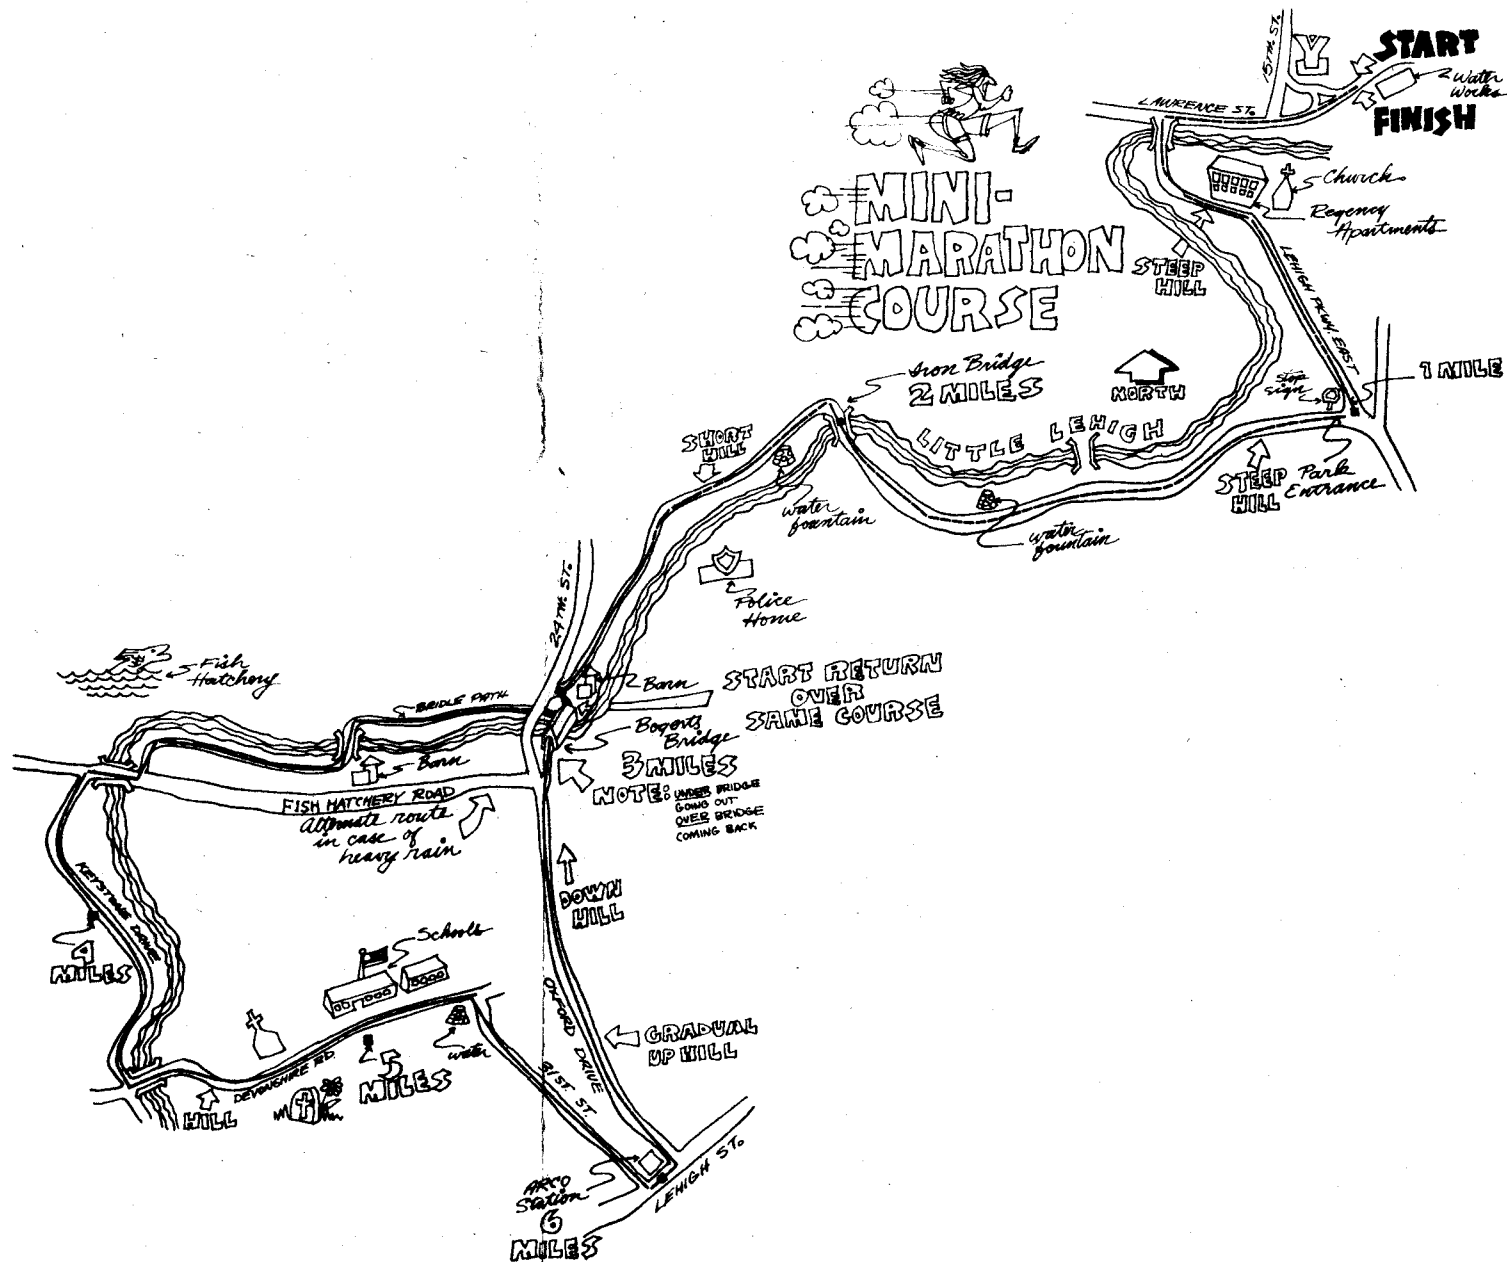 15TH. ST.
START
Water
Works
FINISH
LAWRENCE ST.
Church
Regency
Apartments
STEEP
HILL
LEHIGH PKWY. EAST
MINI-
MARATHON
COURSE
Iron Bridge
2 MILES
NORTH
stop
sign
1 MILE
LITTLE LEHIGH
SHORT
HILL
water
fountain
STEEP
HILL
Park
Entrance
water
fountain
24TH. ST.
Police
Home
Fish
Hatchery
BRIDLE PATH
Barn
START RETURN
OVER
SAME COURSE
Bogerts
Bridge
3 MILES
NOTE: UNDER BRIDGE
GOING OUT
OVER BRIDGE
COMING BACK
Barn
FISH HATCHERY ROAD
Alternate route
in case of
heavy rain
KEYSTONE DRIVE
DOWN
HILL
4
MILES
Schools
OXFORD DRIVE
GRADUAL
UP HILL
water
DEVONSHIRE RD.
5
MILES
HILL
31ST. ST.
LEHIGH ST.
ARCO
Station
6
MILES